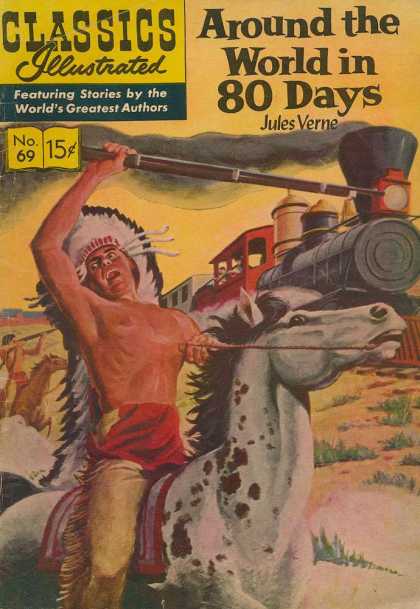 CLASSICS
Illustrated
Featuring Stories by the
World's Greatest Authors
No.
69
15¢
Around the
World in
80 Days
Jules Verne